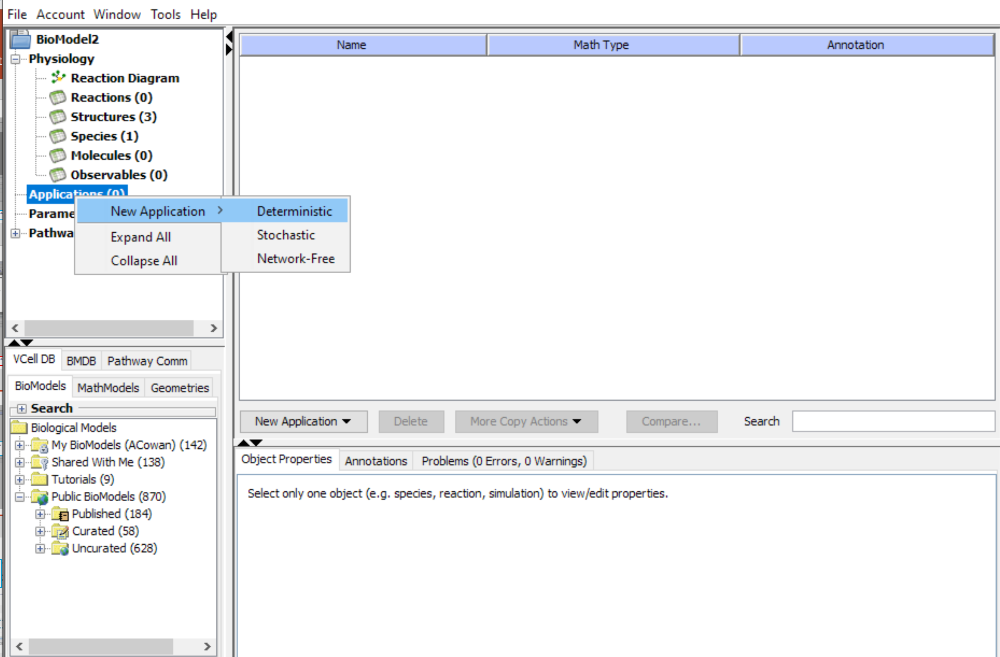 File Account Window Tools Help
BioModel2
Physiology
Reaction Diagram
Reactions (0)
Structures (3)
Species (1)
Molecules (0)
Observables (0)
Applications (0)
Parame
Pathwa
New Application >
Expand All
Collapse All
Deterministic
Stochastic
Network-Free
Name Math Type Annotation
New Application Delete More Copy Actions Compare... Search
VCell DB BMDB Pathway Comm
BioModels MathModels Geometries
Search
Biological Models
My BioModels (ACowan) (142)
Shared With Me (138)
Tutorials (9)
Public BioModels (870)
Published (184)
Curated (58)
Uncurated (628)
Object Properties Annotations Problems (0 Errors, 0 Warnings)
Select only one object (e.g. species, reaction, simulation) to view/edit properties.